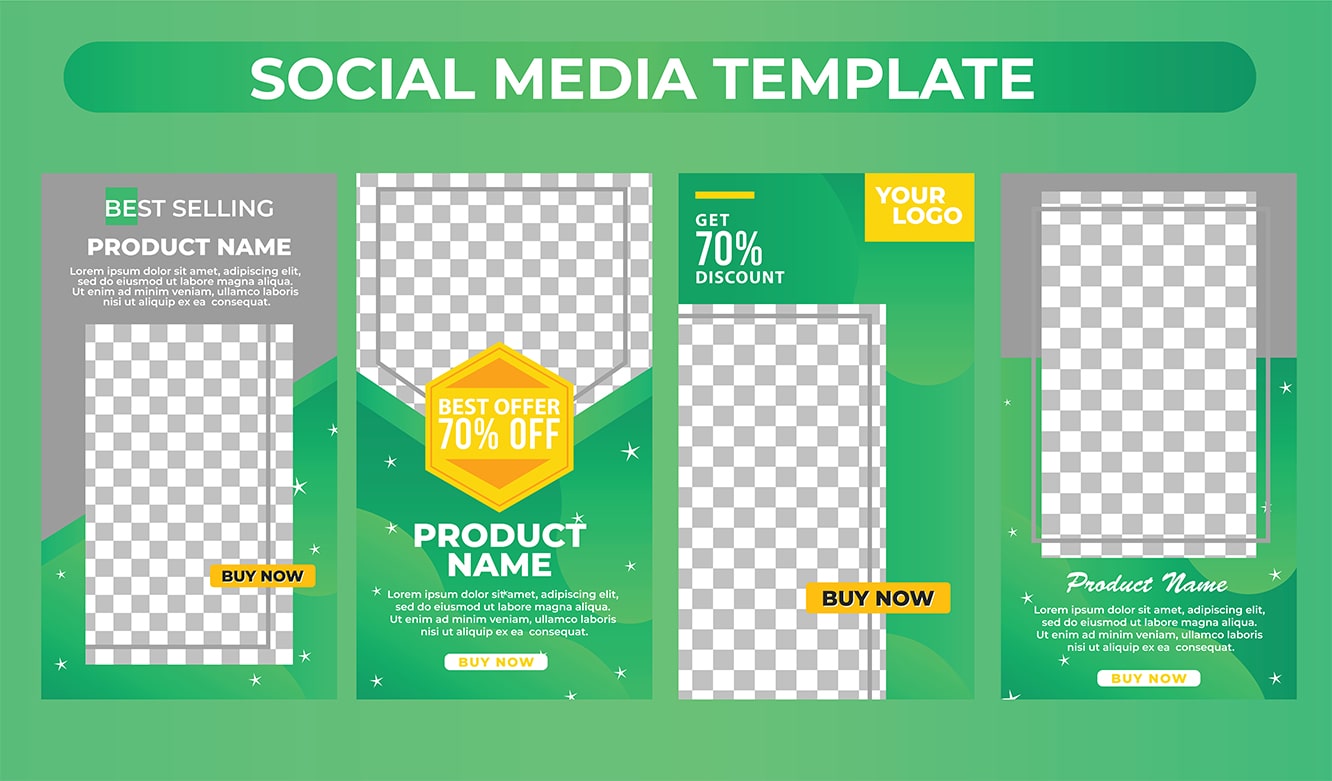 SOCIAL MEDIA TEMPLATE
BEST SELLING
PRODUCT NAME
Lorem ipsum dolor sit amet, adipiscing elit,
sed do eiusmod ut labore dolore magna aliqua.
Ut enim ad minim veniam, ullamco laboris
nisi ut aliquip ex ea consequat.
BUY NOW
BEST OFFER
70% OFF
PRODUCT
NAME
Lorem ipsum dolor sit amet, adipiscing elit,
sed do eiusmod ut labore dolore magna aliqua.
Ut enim ad minim veniam, ullamco laboris
nisi ut aliquip ex ea consequat.
BUY NOW
YOUR
LOGO
GET
70%
DISCOUNT
BUY NOW
Product Name
Lorem ipsum dolor sit amet, adipiscing elit,
sed do eiusmod ut labore dolore magna aliqua.
Ut enim ad minim veniam, ullamco laboris
nisi ut aliquip ex ea consequat.
BUY NOW